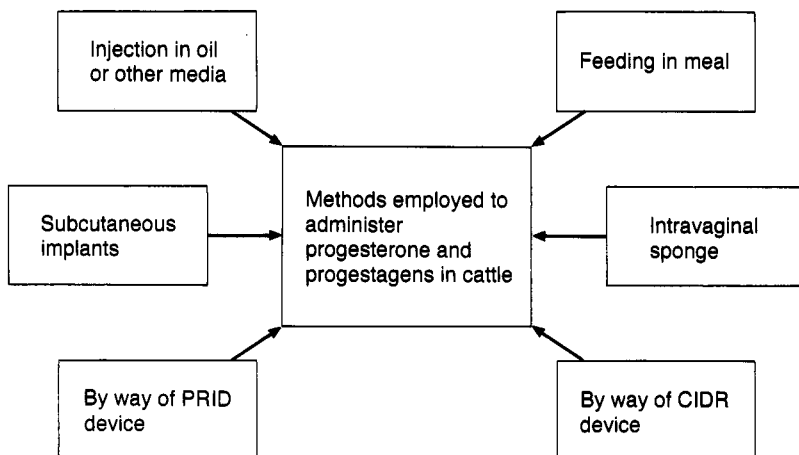 Injection in oil
or other media
Feeding in meal
Subcutaneous
implants
Methods employed to
administer
progesterone and
progestagens in cattle
Intravaginal
sponge
By way of PRID
device
By way of CIDR
device